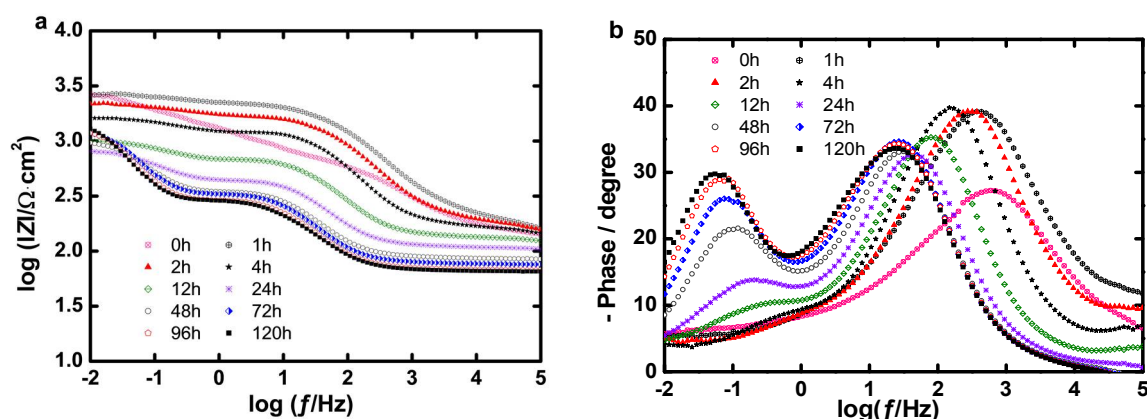 a
4.0
3.5
3.0
2.5
2.0
1.5
1.0
log (IZI/Ω·cm²)
0h 1h
2h 4h
12h 24h
48h 72h
96h 120h
-2 -1 0 1 2 3 4 5
log (f/Hz)
b
50
40
30
20
10
0
- Phase / degree
0h 1h
2h 4h
12h 24h
48h 72h
96h 120h
-2 -1 0 1 2 3 4 5
log(f/Hz)